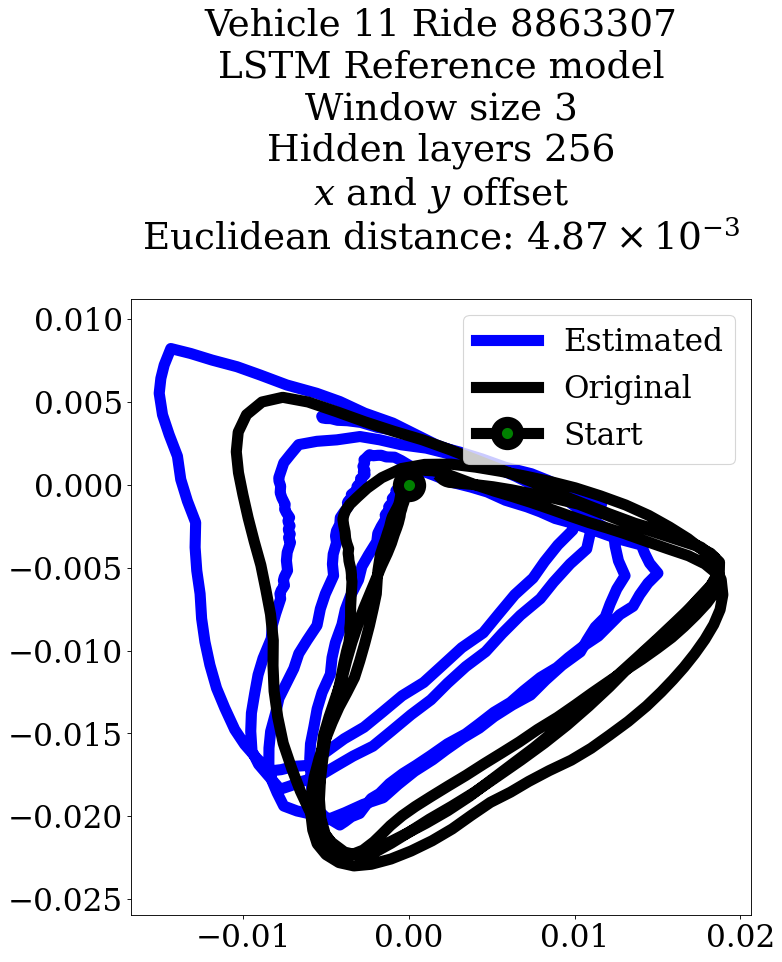 Vehicle 11 Ride 8863307
LSTM Reference model
Window size 3
Hidden layers 256
x and y offset
Euclidean distance: 4.87 × 10⁻³
Estimated
Original
Start
0.010
0.005
0.000
−0.005
−0.010
−0.015
−0.020
−0.025
−0.01 0.00 0.01 0.02